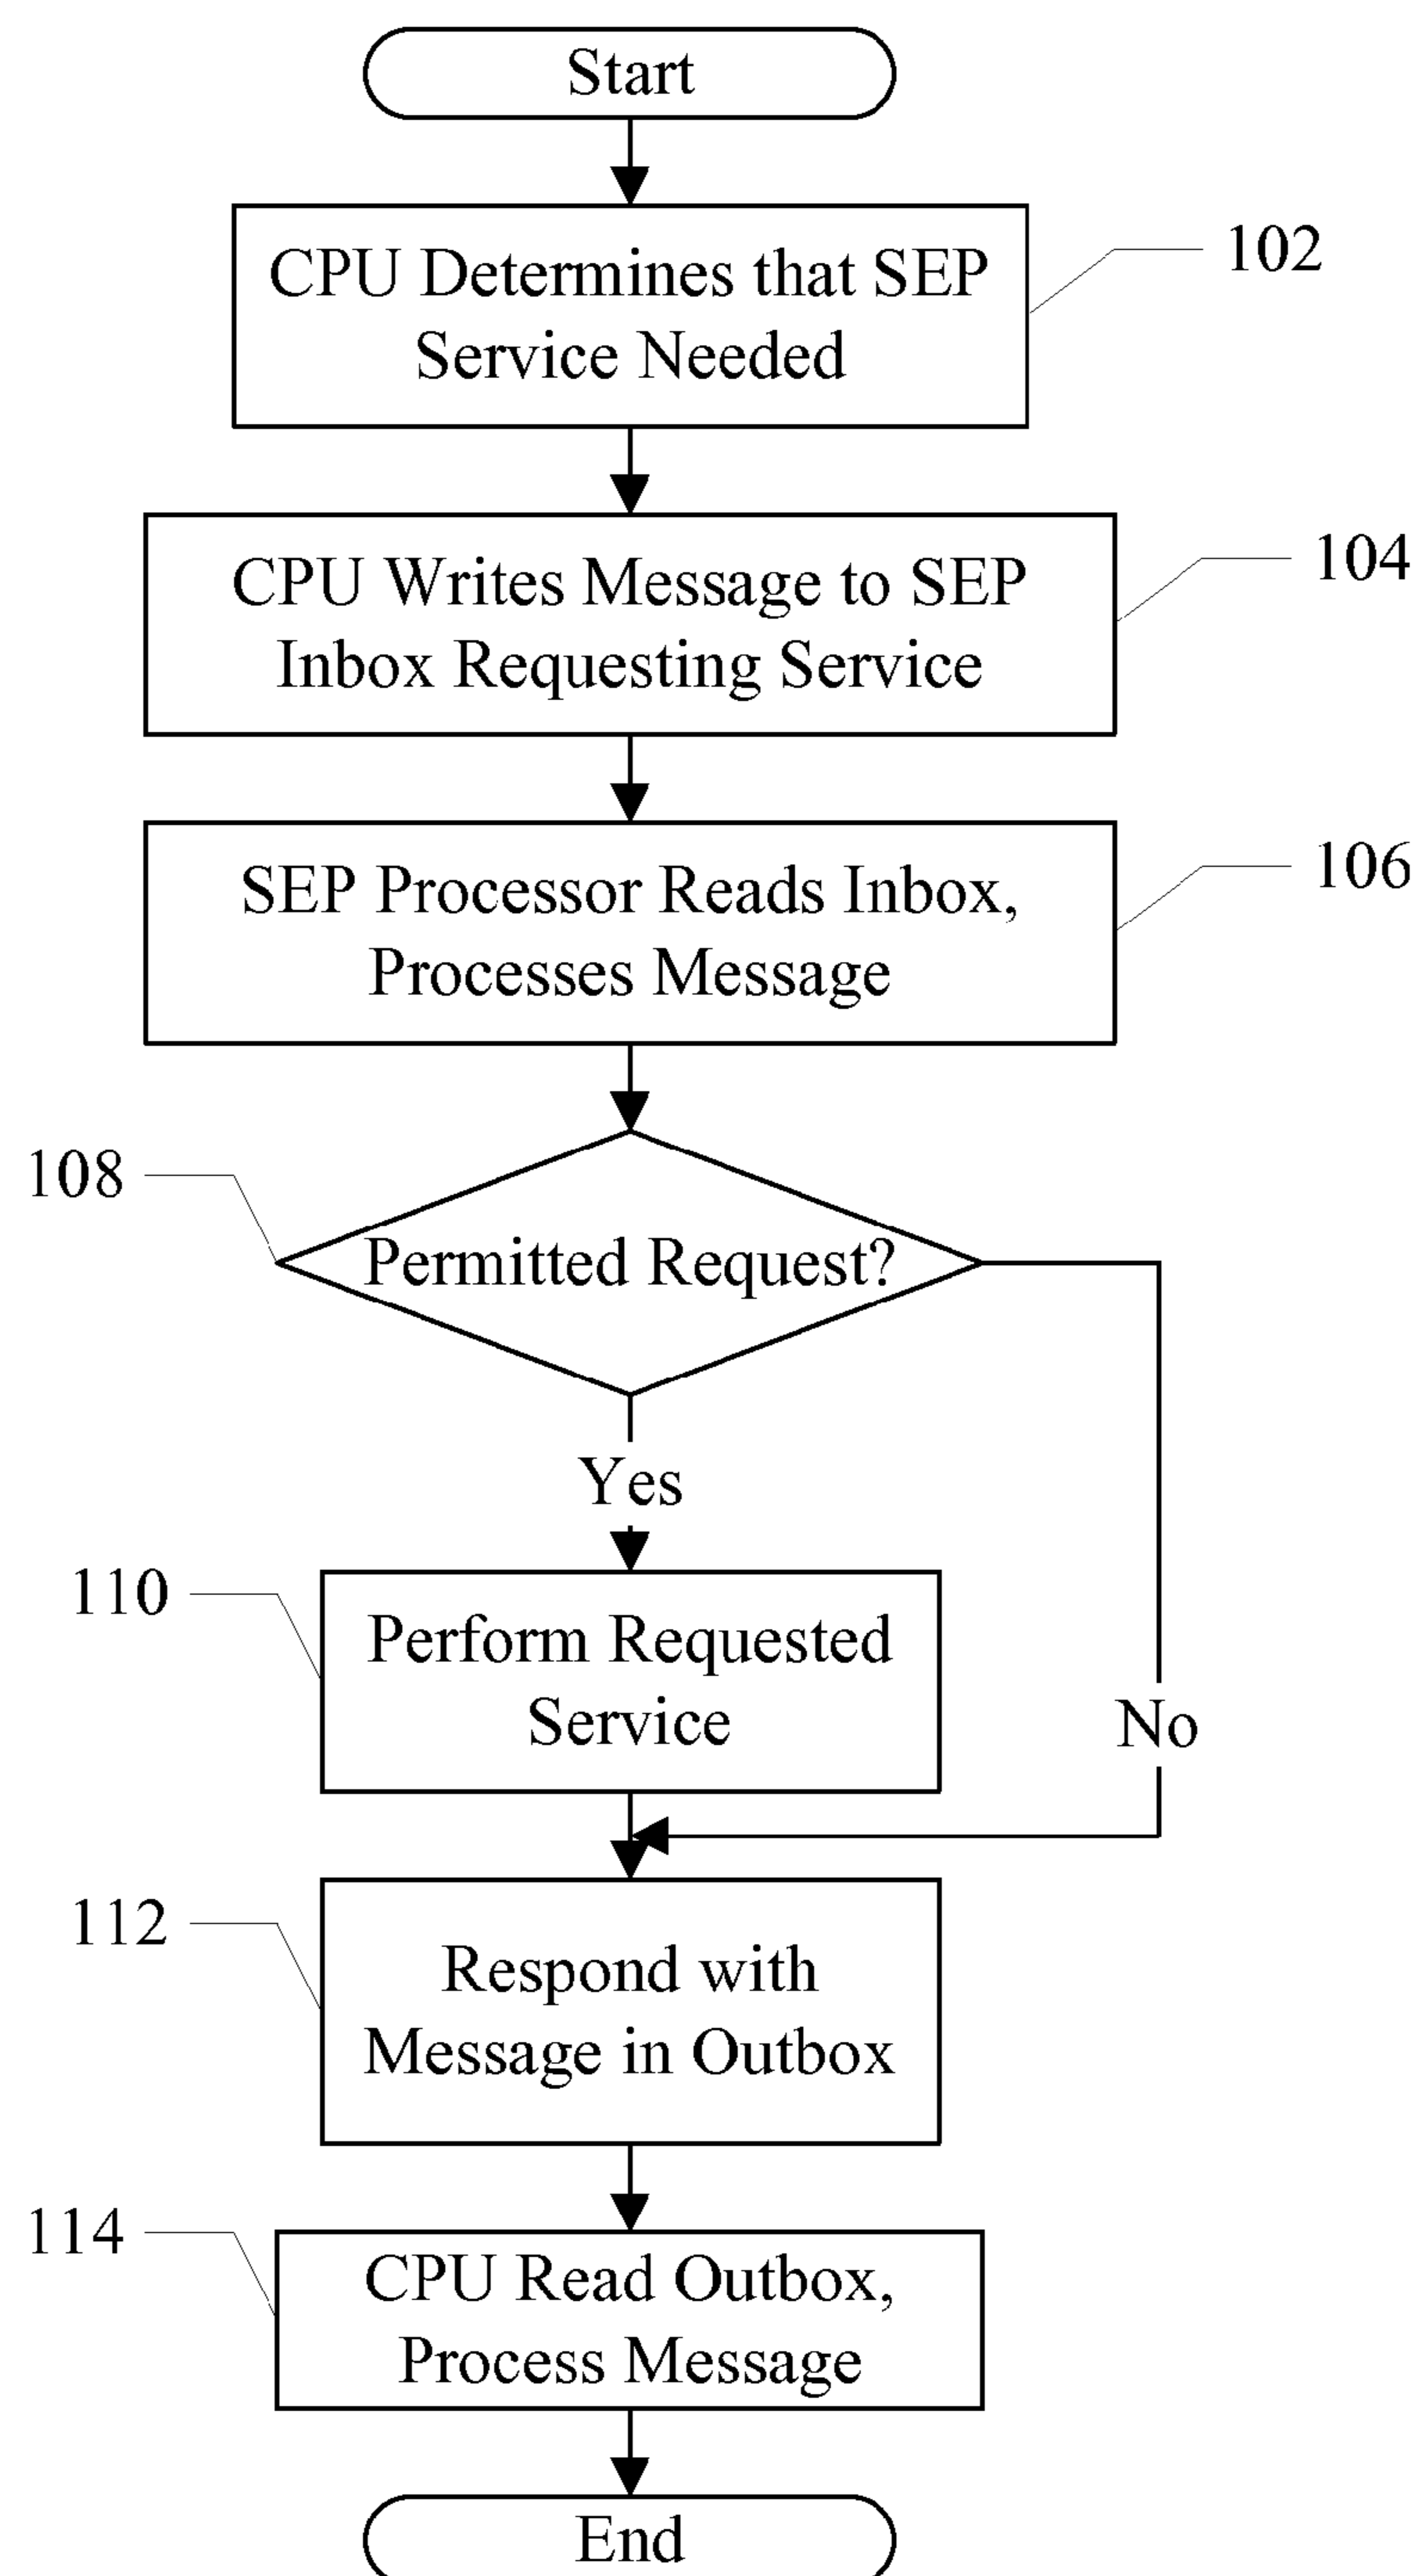 Start
CPU Determines that SEP
Service Needed
102
CPU Writes Message to SEP
Inbox Requesting Service
104
SEP Processor Reads Inbox,
Processes Message
106
108
Permitted Request?
Yes
110
Perform Requested
Service
No
112
Respond with
Message in Outbox
114
CPU Read Outbox,
Process Message
End